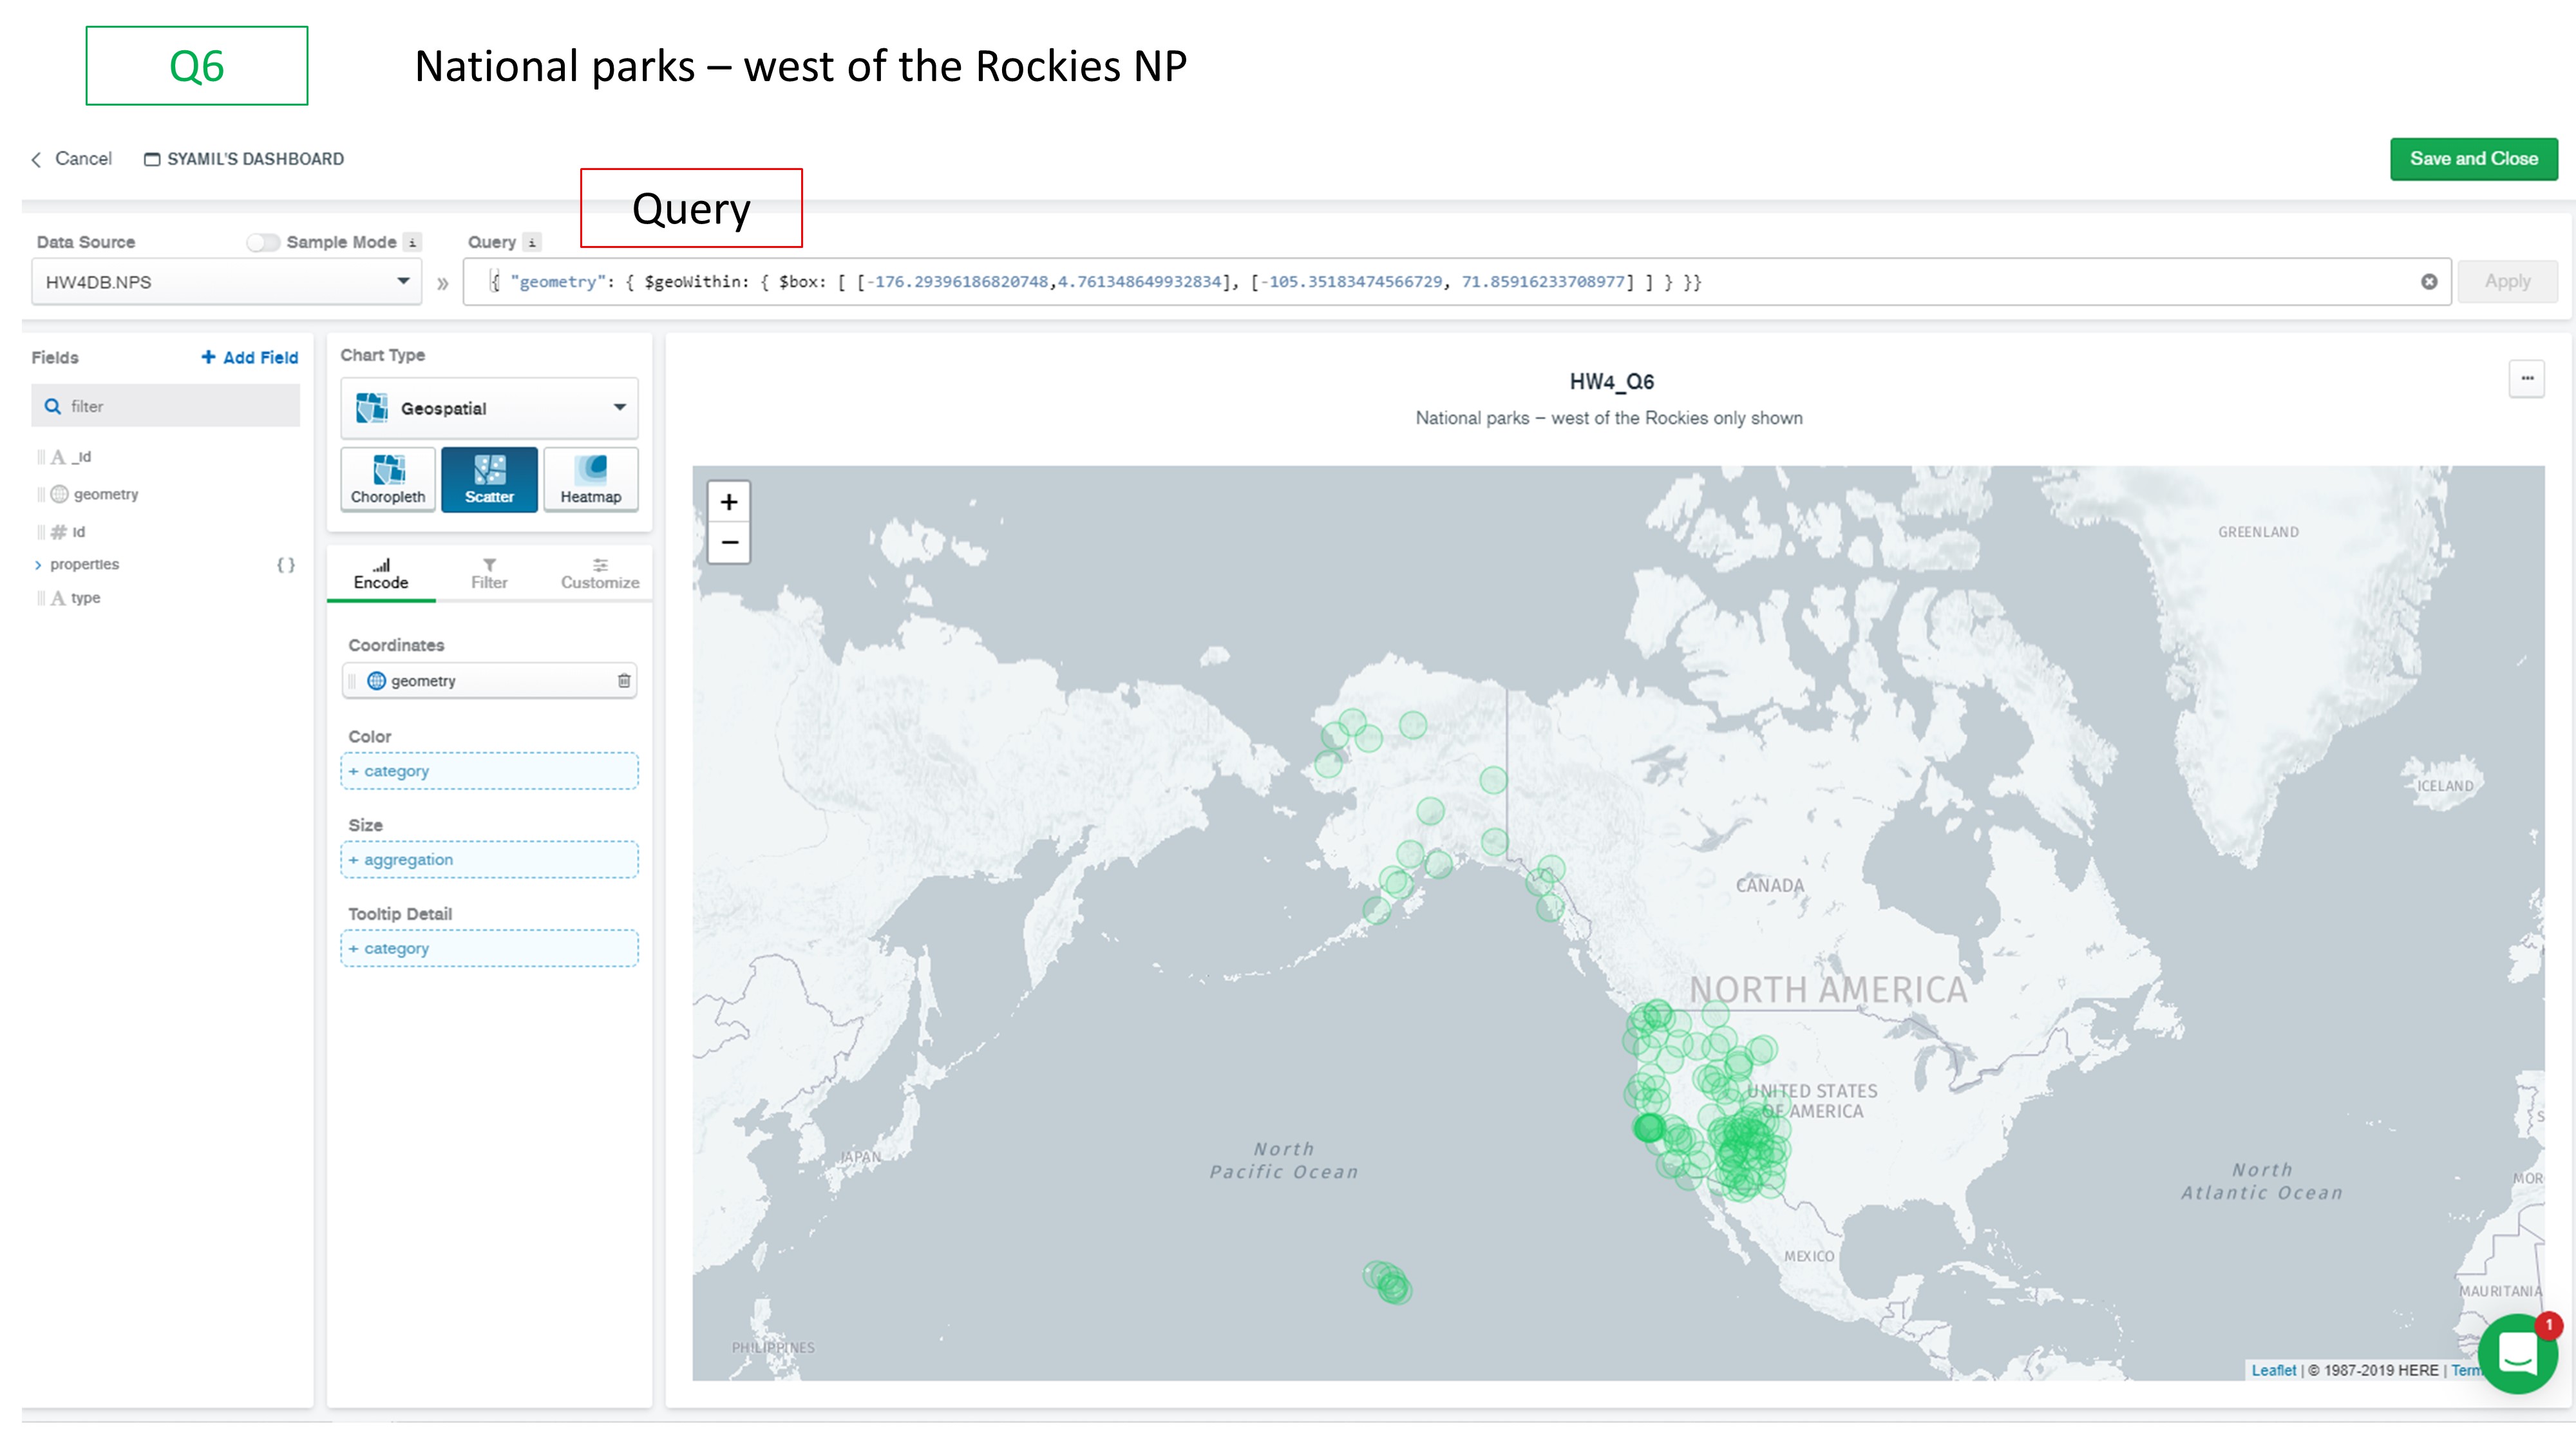 Q6
National parks – west of the Rockies NP
Cancel
SYAMIL'S DASHBOARD
Save and Close
Query
Data Source
Sample Mode i
Query i
HW4DB.NPS
»
{ "geometry": { $geoWithin: { $box: [ [-176.29396186820748,4.761348649932834], [-105.35183474566729, 71.85916233708977] ] } }}
Apply
Fields
+ Add Field
filter
A _id
geometry
# id
> properties { }
A type
Chart Type
Geospatial
Choropleth
Scatter
Heatmap
Encode
Filter
Customize
Coordinates
geometry
Color
+ category
Size
+ aggregation
Tooltip Detail
+ category
HW4_Q6
National parks – west of the Rockies only shown
...
+
−
GREENLAND
ICELAND
CANADA
NORTH AMERICA
UNITED STATES
OF AMERICA
North
Pacific Ocean
JAPAN
North
Atlantic Ocean
S
MOR
MEXICO
MAURITANIA
PHILIPPINES
1
Leaflet | © 1987-2019 HERE | Term